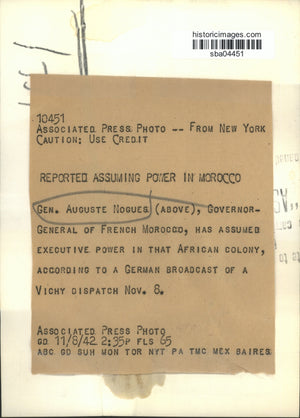 historicimages.com
sba04451
10451
Associated Press Photo -- From New York
Caution: Use Credit
REPORTED ASSUMING POWER IN MOROCCO
Gen. Auguste Nogues (above), Governor-
General of French Morocco, has assumed
executive power in that African colony,
according to a German broadcast of a
Vichy dispatch Nov. 8.
Associated Press Photo
GD 11/8/42 2:35P FLS 65
ABC GD SUH MON TOR NYT PA TMC MEX BAIRES